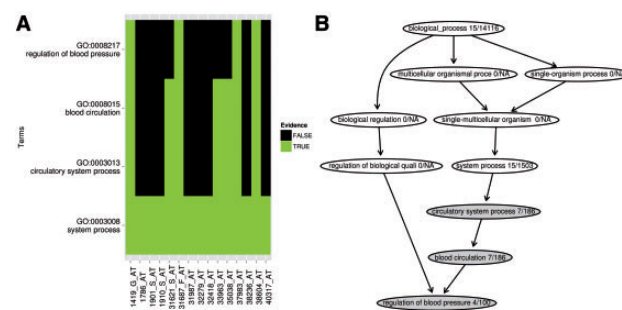 A
GO:0008217
regulation of blood pressure
GO:0008015
blood circulation
GO:0003013
circulatory system process
GO:0003008
system process
Terms
Evidence
FALSE
TRUE
1419_G_AT
1786_AT
1901_S_AT
1910_S_AT
31621_S_AT
31687_F_AT
31987_AT
32279_AT
32418_AT
33963_AT
35038_AT
37983_AT
38236_AT
38604_AT
40317_AT
B
biological_process 15/14116
multicellular organismal proce 0/NA
single-organism process 0/NA
biological regulation 0/NA
single-multicellular organism 0/NA
regulation of biological quali 0/NA
system process 15/1503
circulatory system process 7/186
blood circulation 7/186
regulation of blood pressure 4/100